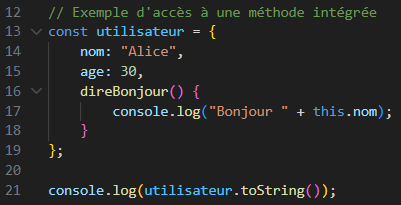 12 // Exemple d'accès à une méthode intégrée
13 const utilisateur = {
14 nom: "Alice",
15 age: 30,
16 direBonjour() {
17 console.log("Bonjour " + this.nom);
18 }
19 };
20
21 console.log(utilisateur.toString());